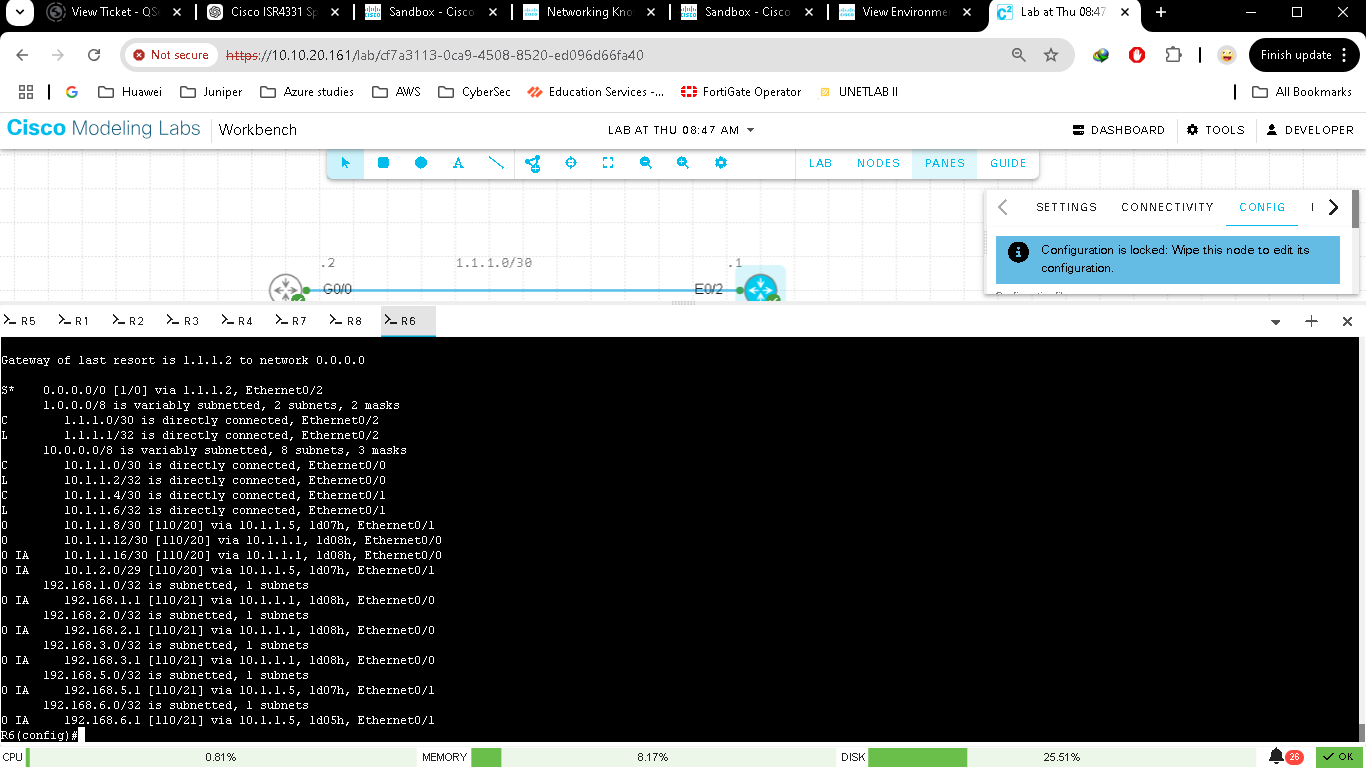 View Ticket - QS
Cisco ISR4331 Sp
Sandbox - Cisco
Networking Kno
Sandbox - Cisco
View Environme
Lab at Thu 08:47
Not secure
https://10.10.20.161/lab/cf7a3113-0ca9-4508-8520-ed096d66fa40
Finish update
Huawei
Juniper
Azure studies
AWS
CyberSec
Education Services -...
FortiGate Operator
UNETLAB II
All Bookmarks
Cisco Modeling Labs
Workbench
LAB AT THU 08:47 AM
DASHBOARD
TOOLS
DEVELOPER
LAB
NODES
PANES
GUIDE
SETTINGS
CONNECTIVITY
CONFIG
Configuration is locked: Wipe this node to edit its
configuration.
.2
1.1.1.0/30
.1
G0/0
E0/2
R5
R1
R2
R3
R4
R7
R8
R6
Gateway of last resort is 1.1.1.2 to network 0.0.0.0
S* 0.0.0.0/0 [1/0] via 1.1.1.2, Ethernet0/2
1.0.0.0/8 is variably subnetted, 2 subnets, 2 masks
C 1.1.1.0/30 is directly connected, Ethernet0/2
L 1.1.1.1/32 is directly connected, Ethernet0/2
10.0.0.0/8 is variably subnetted, 8 subnets, 3 masks
C 10.1.1.0/30 is directly connected, Ethernet0/0
L 10.1.1.2/32 is directly connected, Ethernet0/0
C 10.1.1.4/30 is directly connected, Ethernet0/1
L 10.1.1.6/32 is directly connected, Ethernet0/1
O 10.1.1.8/30 [110/20] via 10.1.1.5, 1d07h, Ethernet0/1
O 10.1.1.12/30 [110/20] via 10.1.1.1, 1d08h, Ethernet0/0
O IA 10.1.1.16/30 [110/20] via 10.1.1.1, 1d08h, Ethernet0/0
O IA 10.1.2.0/29 [110/20] via 10.1.1.5, 1d07h, Ethernet0/1
192.168.1.0/32 is subnetted, 1 subnets
O IA 192.168.1.1 [110/21] via 10.1.1.1, 1d08h, Ethernet0/0
192.168.2.0/32 is subnetted, 1 subnets
O IA 192.168.2.1 [110/21] via 10.1.1.1, 1d08h, Ethernet0/0
192.168.3.0/32 is subnetted, 1 subnets
O IA 192.168.3.1 [110/21] via 10.1.1.1, 1d08h, Ethernet0/0
192.168.5.0/32 is subnetted, 1 subnets
O IA 192.168.5.1 [110/21] via 10.1.1.5, 1d07h, Ethernet0/1
192.168.6.0/32 is subnetted, 1 subnets
O IA 192.168.6.1 [110/21] via 10.1.1.5, 1d05h, Ethernet0/1
R6(config)#
CPU
0.81%
MEMORY
8.17%
DISK
25.51%
26
OK